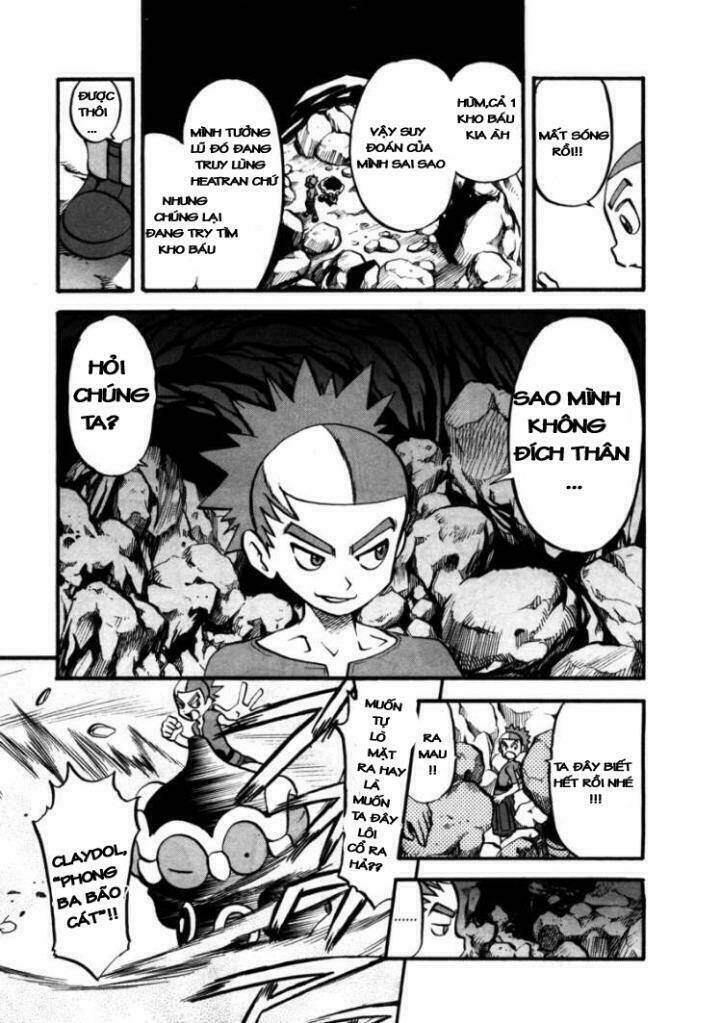 MẤT SÓNG
RỒI!!
HỪM,CẢ 1
KHO BÁU
KIA ÀH
VẬY SUY
ĐOÁN CỦA
MÌNH SAI SAO
MÌNH TƯỞNG
LŨ ĐÓ ĐANG
TRUY LÙNG
HEATRAN CHỨ
NHƯNG
CHÚNG LẠI
ĐANG TRY TÌM
KHO BÁU
ĐƯỢC
THÔI
...
SAO MÌNH
KHÔNG
ĐÍCH THÂN
...
HỎI
CHÚNG
TA?
TA ĐÂY BIẾT
HẾT RỒI NHÉ
!!!
RA
MAU
!!
........
MUỐN
TỰ
LÒ
MẶT
RA HAY
LÀ
MUỐN
TA ĐÂY
LÔI
CỔ RA
HẢ??
CLAYDOL,
"PHONG
BA BÃO
CÁT"!!